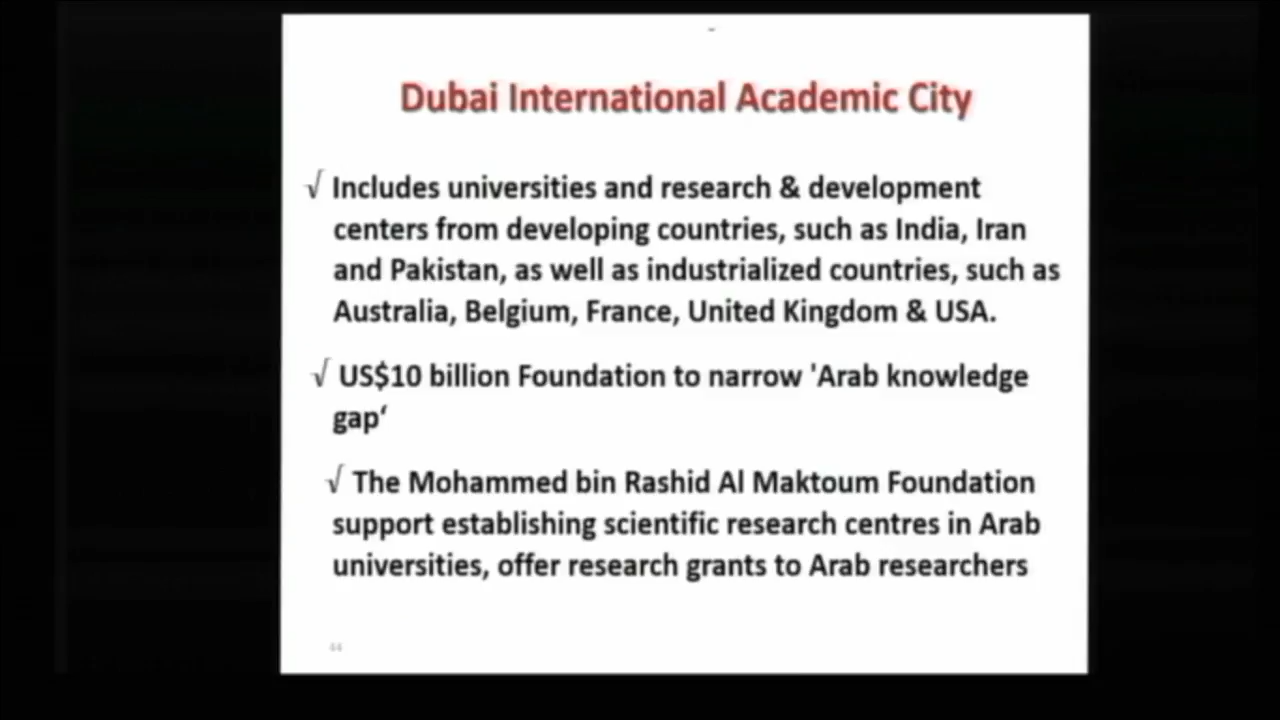 Dubai International Academic City
√ Includes universities and research & development
centers from developing countries, such as India, Iran
and Pakistan, as well as industrialized countries, such as
Australia, Belgium, France, United Kingdom & USA.
√ US$10 billion Foundation to narrow 'Arab knowledge
gap‘
√ The Mohammed bin Rashid Al Maktoum Foundation
support establishing scientific research centres in Arab
universities, offer research grants to Arab researchers
44